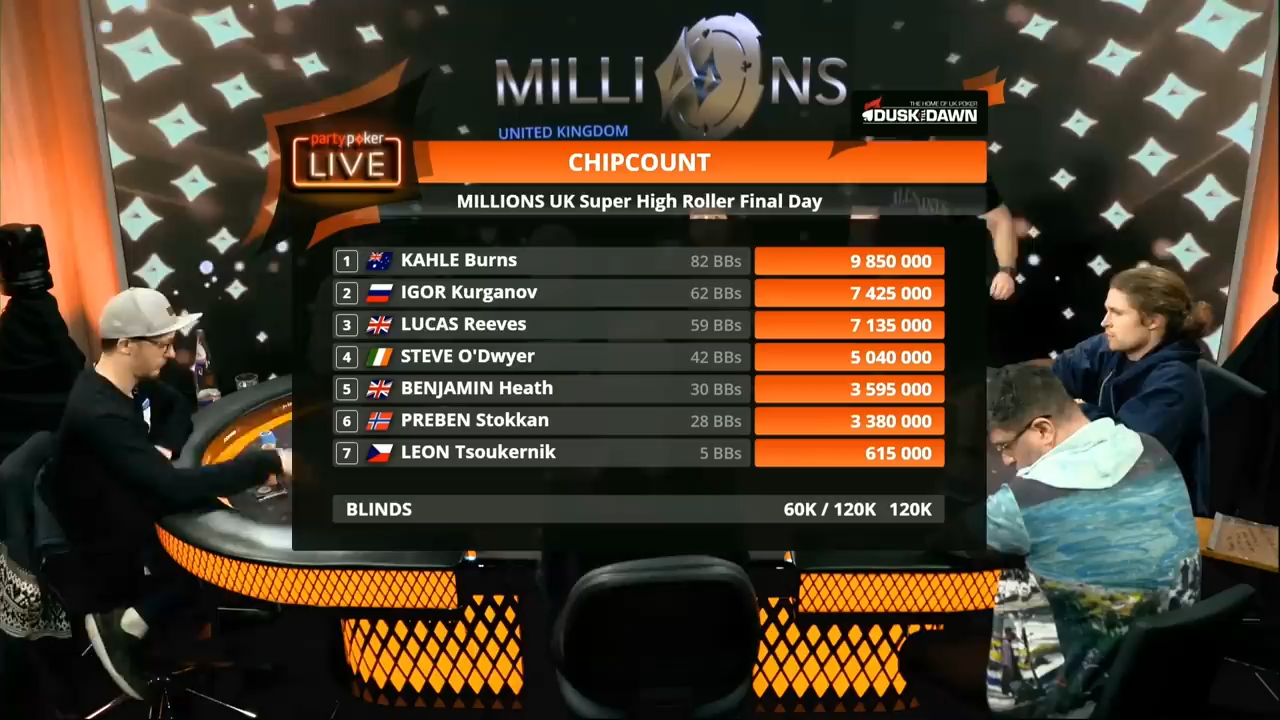 MILLIONS
UNITED KINGDOM
THE HOME OF UK POKER
DUSK TILL DAWN
partypoker
LIVE
CHIPCOUNT
MILLIONS UK Super High Roller Final Day
1 KAHLE Burns 82 BBs 9 850 000
2 IGOR Kurganov 62 BBs 7 425 000
3 LUCAS Reeves 59 BBs 7 135 000
4 STEVE O'Dwyer 42 BBs 5 040 000
5 BENJAMIN Heath 30 BBs 3 595 000
6 PREBEN Stokkan 28 BBs 3 380 000
7 LEON Tsoukernik 5 BBs 615 000
BLINDS 60K / 120K 120K